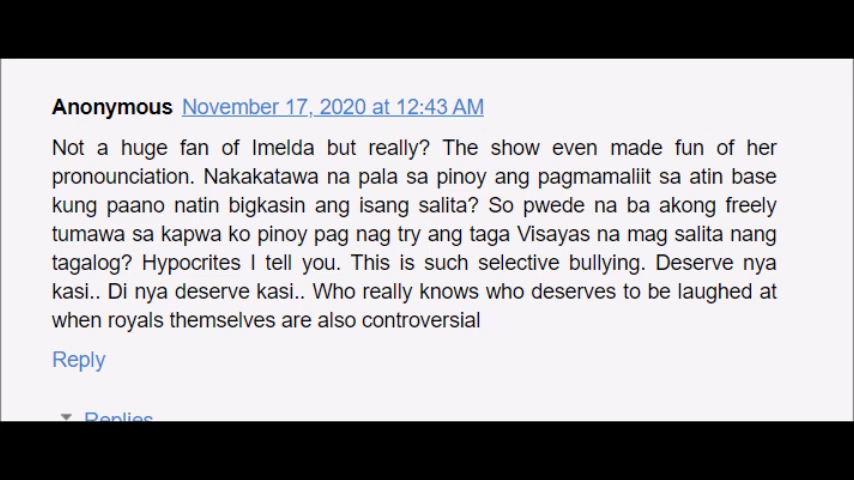 Anonymous November 17, 2020 at 12:43 AM
Not a huge fan of Imelda but really? The show even made fun of her
pronounciation. Nakakatawa na pala sa pinoy ang pagmamaliit sa atin base
kung paano natin bigkasin ang isang salita? So pwede na ba akong freely
tumawa sa kapwa ko pinoy pag nag try ang taga Visayas na mag salita nang
tagalog? Hypocrites I tell you. This is such selective bullying. Deserve nya
kasi.. Di nya deserve kasi.. Who really knows who deserves to be laughed at
when royals themselves are also controversial
Reply
Replies